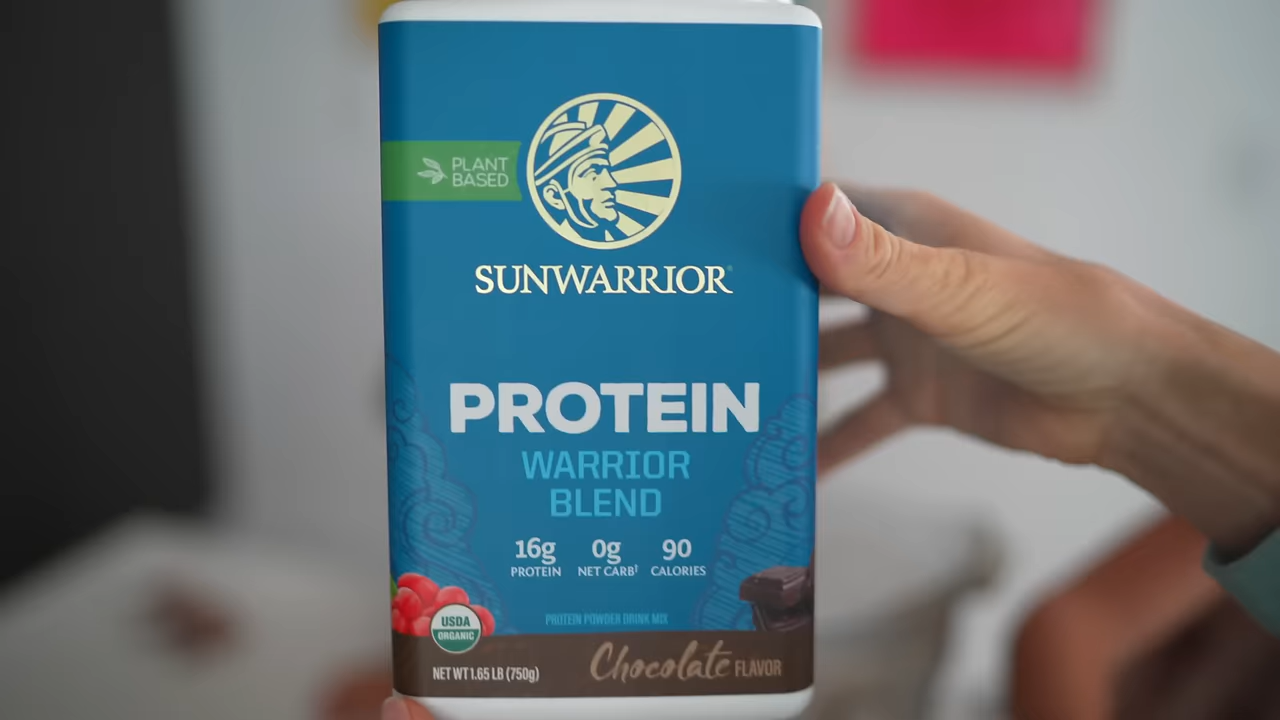 PLANT
BASED
SUNWARRIOR
PROTEIN
WARRIOR
BLEND
16g 0g 90
PROTEIN NET CARB† CALORIES
PROTEIN POWDER DRINK MIX
USDA
ORGANIC
NET WT 1.65 LB (750g)
Chocolate FLAVOR